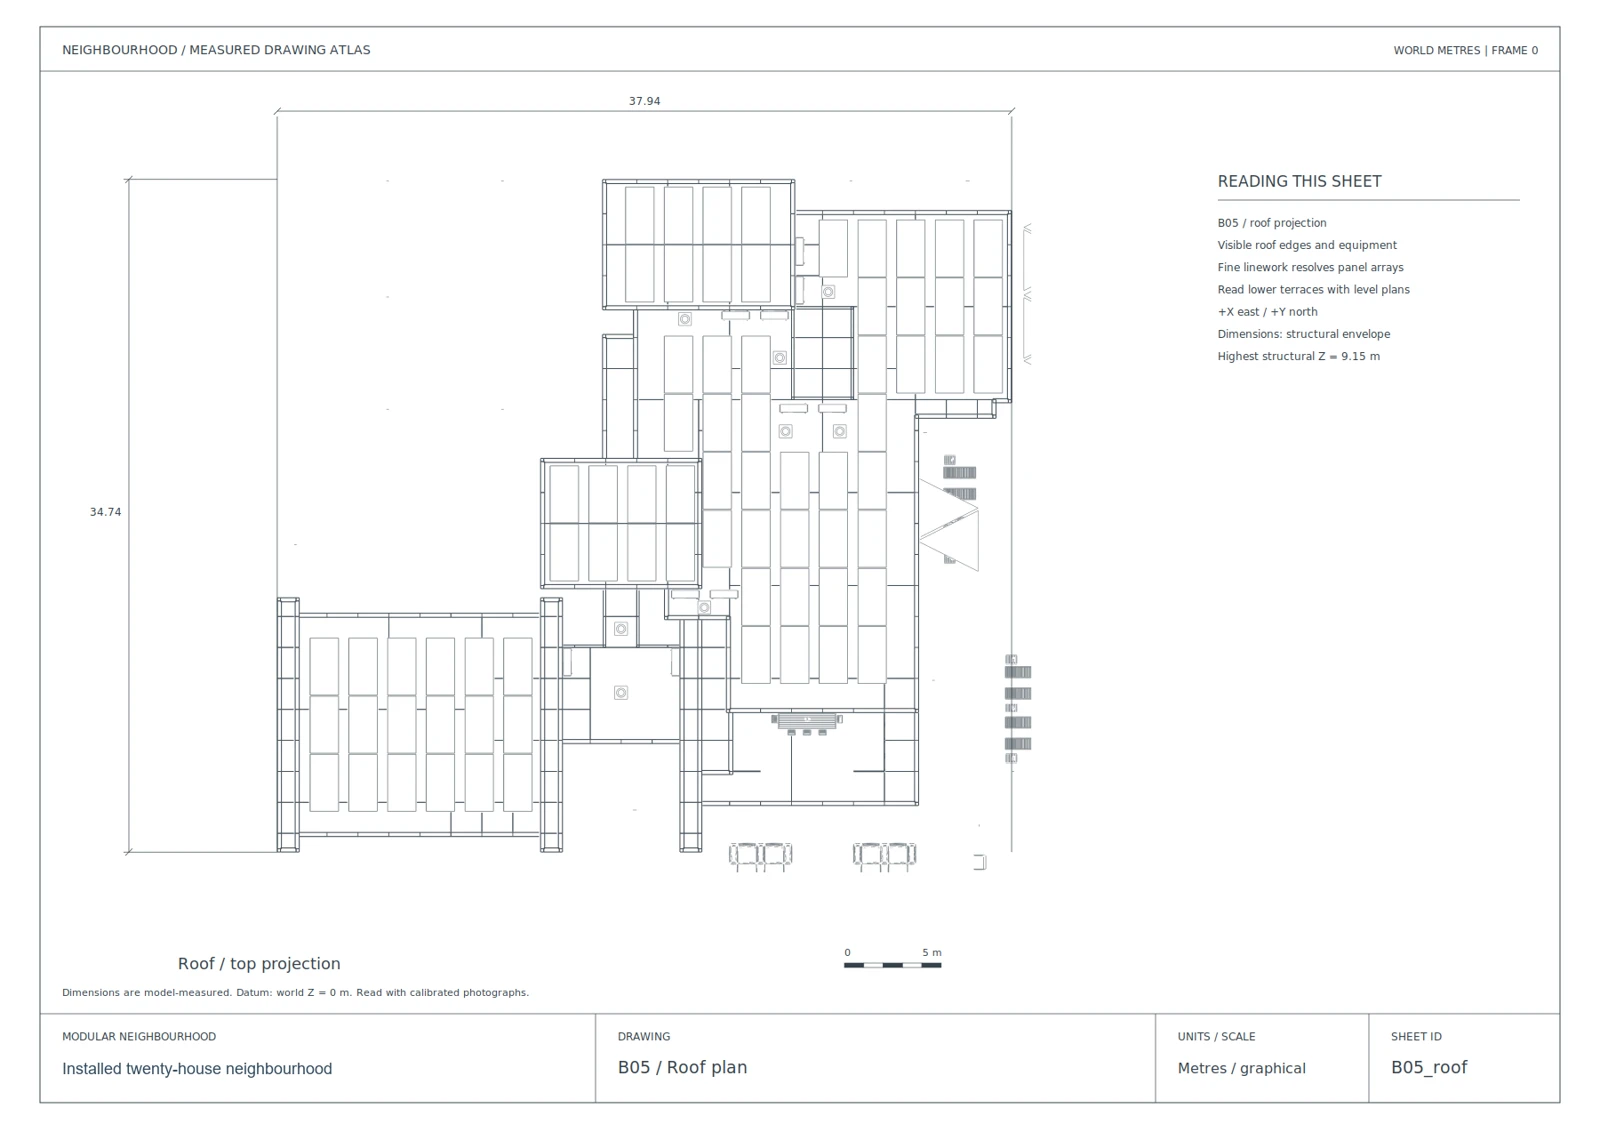 NEIGHBOURHOOD / MEASURED DRAWING ATLAS
WORLD METRES | FRAME 0
37.94
34.74
READING THIS SHEET
B05 / roof projection
Visible roof edges and equipment
Fine linework resolves panel arrays
Read lower terraces with level plans
+X east / +Y north
Dimensions: structural envelope
Highest structural Z = 9.15 m
0 5 m
Roof / top projection
Dimensions are model-measured. Datum: world Z = 0 m. Read with calibrated photographs.
MODULAR NEIGHBOURHOOD
Installed twenty-house neighbourhood
DRAWING
B05 / Roof plan
UNITS / SCALE
Metres / graphical
SHEET ID
B05_roof